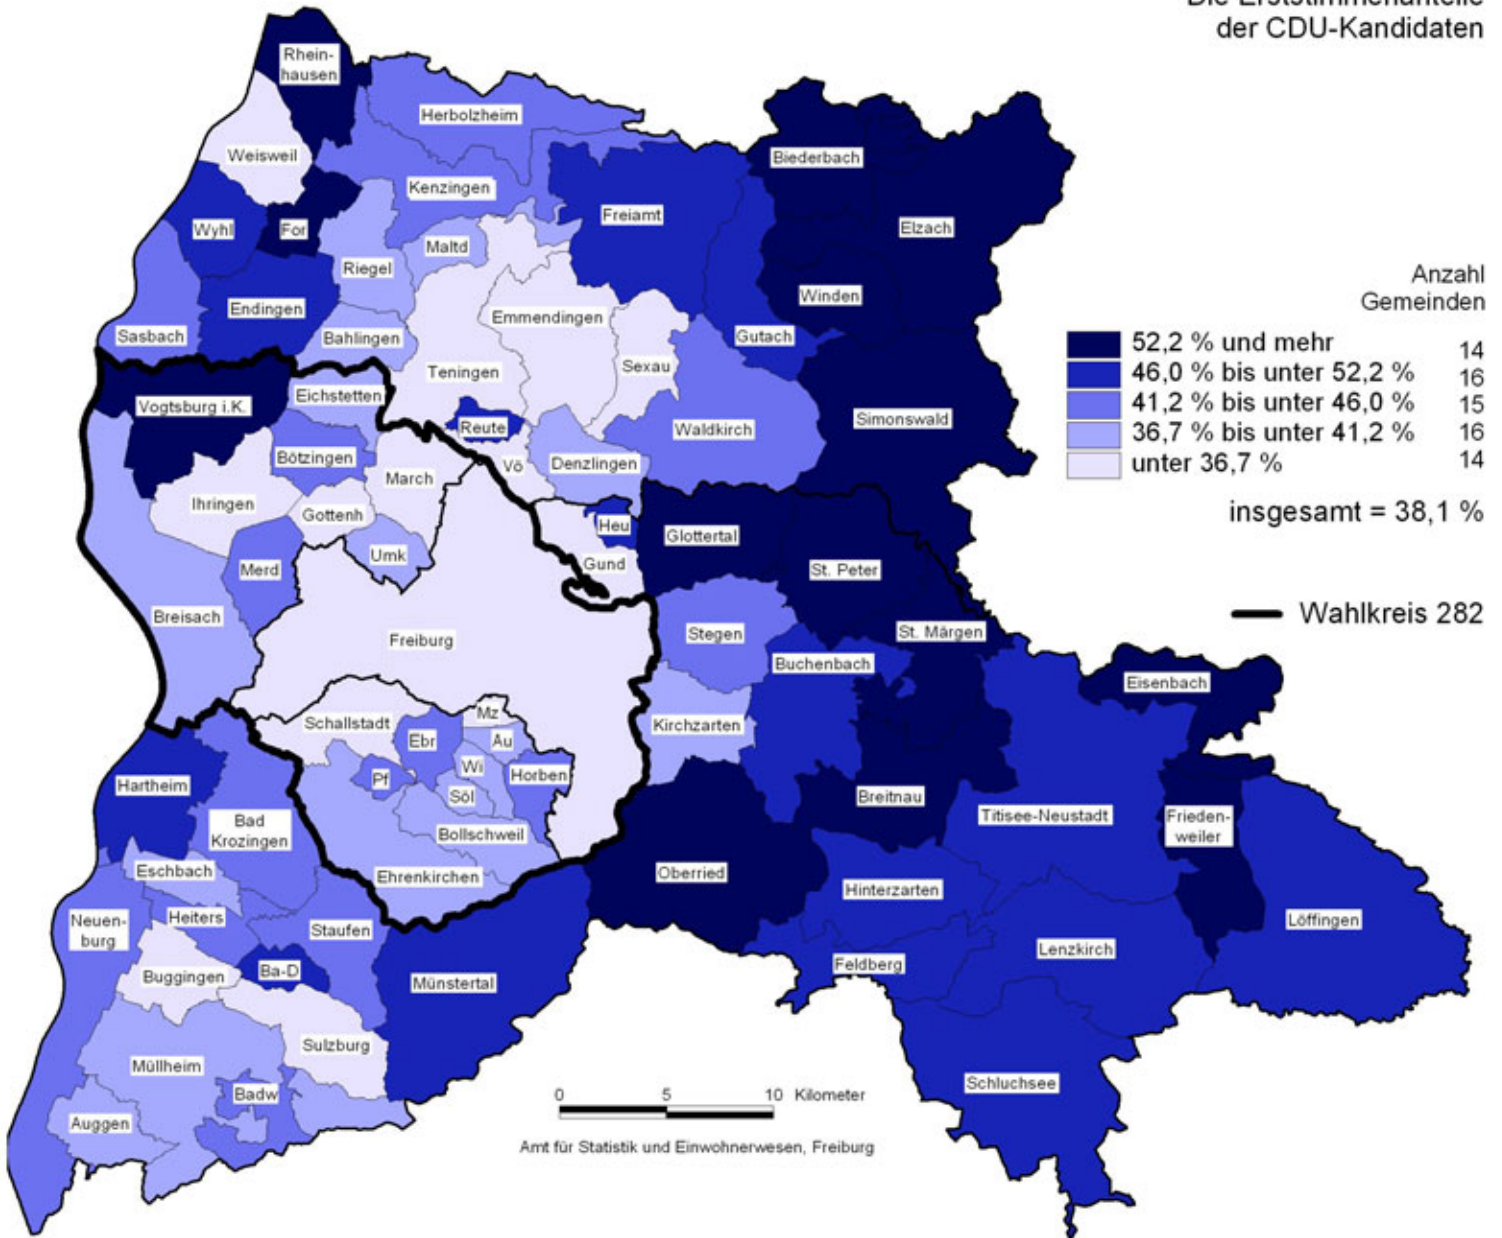 Die Erststimmenanteile
der CDU-Kandidaten
Rhein-
hausen
Herbolzheim
Weisweil
Biederbach
Kenzingen
Freiamt
Wyhl
For
Elzach
Maltd
Riegel
Winden
Endingen
Emmendingen
Sasbach
Bahlingen
Gutach
Sexau
Teningen
Eichstetten
Vogtsburg i.K.
Simonswald
Reute
Waldkirch
Bötzingen
Vö
Denzlingen
March
Ihringen
Gottenh
Heu
Glottertal
Umk
Gund
Merd
St. Peter
Breisach
Freiburg
Stegen
St. Märgen
Buchenbach
Eisenbach
Mz
Schallstadt
Kirchzarten
Ebr
Au
Wi
Pf
Horben
Hartheim
Söl
Breitnau
Bad
Krozingen
Titisee-Neustadt
Frieden-
weiler
Bollschweil
Eschbach
Ehrenkirchen
Oberried
Hinterzarten
Heiters
Neuen-
burg
Staufen
Löffingen
Lenzkirch
Ba-D
Buggingen
Feldberg
Münstertal
Sulzburg
Müllheim
Schluchsee
Badw
Auggen
Anzahl
Gemeinden
52,2 % und mehr 14
46,0 % bis unter 52,2 % 16
41,2 % bis unter 46,0 % 15
36,7 % bis unter 41,2 % 16
unter 36,7 % 14
insgesamt = 38,1 %
Wahlkreis 282
0 5 10 Kilometer
Amt für Statistik und Einwohnerwesen, Freiburg